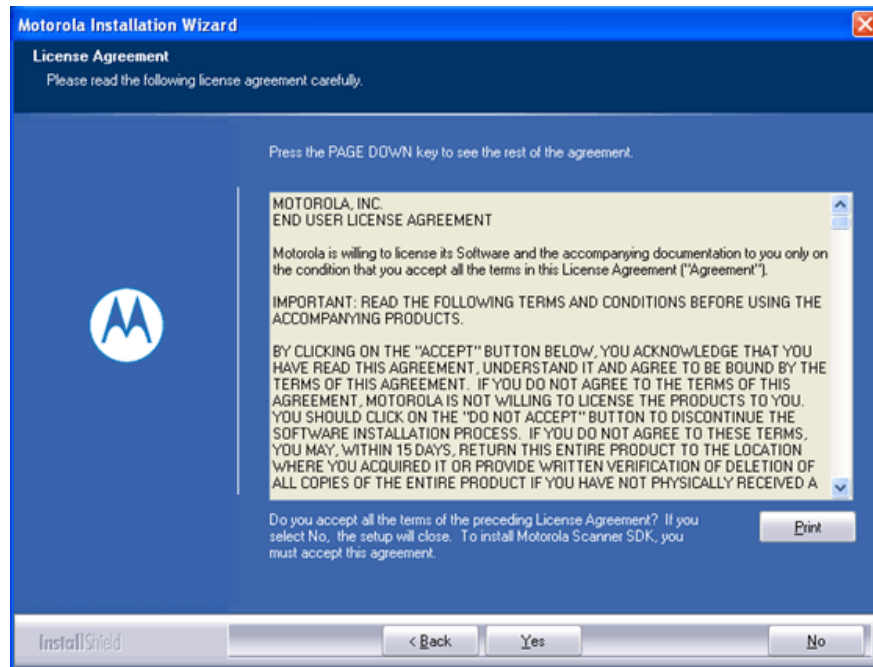 Motorola Installation Wizard
License Agreement
Please read the following license agreement carefully.
Press the PAGE DOWN key to see the rest of the agreement.
MOTOROLA, INC.
END USER LICENSE AGREEMENT
Motorola is willing to license its Software and the accompanying documentation to you only on
the condition that you accept all the terms in this License Agreement ("Agreement").
IMPORTANT: READ THE FOLLOWING TERMS AND CONDITIONS BEFORE USING THE
ACCOMPANYING PRODUCTS.
BY CLICKING ON THE "ACCEPT" BUTTON BELOW, YOU ACKNOWLEDGE THAT YOU
HAVE READ THIS AGREEMENT, UNDERSTAND IT AND AGREE TO BE BOUND BY THE
TERMS OF THIS AGREEMENT.  IF YOU DO NOT AGREE TO THE TERMS OF THIS
AGREEMENT, MOTOROLA IS NOT WILLING TO LICENSE THE PRODUCTS TO YOU.
YOU SHOULD CLICK ON THE "DO NOT ACCEPT" BUTTON TO DISCONTINUE THE
SOFTWARE INSTALLATION PROCESS.  IF YOU DO NOT AGREE TO THESE TERMS,
YOU MAY, WITHIN 15 DAYS, RETURN THIS ENTIRE PRODUCT TO THE LOCATION
WHERE YOU ACQUIRED IT OR PROVIDE WRITTEN VERIFICATION OF DELETION OF
ALL COPIES OF THE ENTIRE PRODUCT IF YOU HAVE NOT PHYSICALLY RECEIVED A
Do you accept all the terms of the preceding License Agreement?  If you
select No,  the setup will close.  To install Motorola Scanner SDK, you
must accept this agreement.
Print
InstallShield
< Back
Yes
No